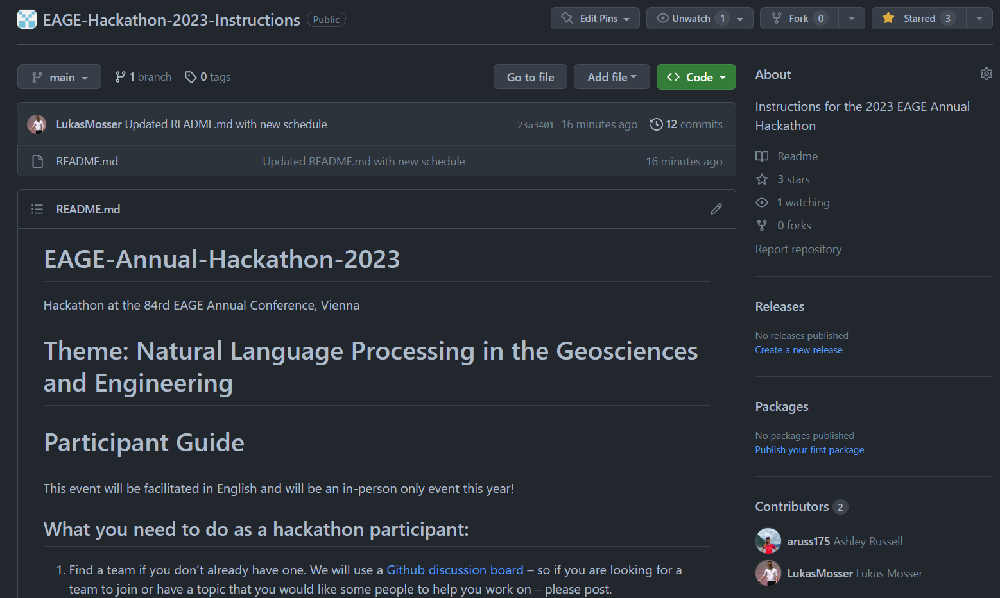 EAGE-Hackathon-2023-Instructions Public
Edit Pins
Unwatch 1
Fork 0
Starred 3
main
1 branch
0 tags
Go to file
Add file
Code
LukasMosser Updated README.md with new schedule
23a3401 16 minutes ago
12 commits
README.md
Updated README.md with new schedule
16 minutes ago
README.md
EAGE-Annual-Hackathon-2023
Hackathon at the 84rd EAGE Annual Conference, Vienna
Theme: Natural Language Processing in the Geosciences
and Engineering
Participant Guide
This event will be facilitated in English and will be an in-person only event this year!
What you need to do as a hackathon participant:
1. Find a team if you don’t already have one. We will use a Github discussion board – so if you are looking for a
team to join or have a topic that you would like some people to help you work on – please post.
About
Instructions for the 2023 EAGE Annual
Hackathon
Readme
3 stars
1 watching
0 forks
Report repository
Releases
No releases published
Create a new release
Packages
No packages published
Publish your first package
Contributors 2
aruss175 Ashley Russell
LukasMosser Lukas Mosser